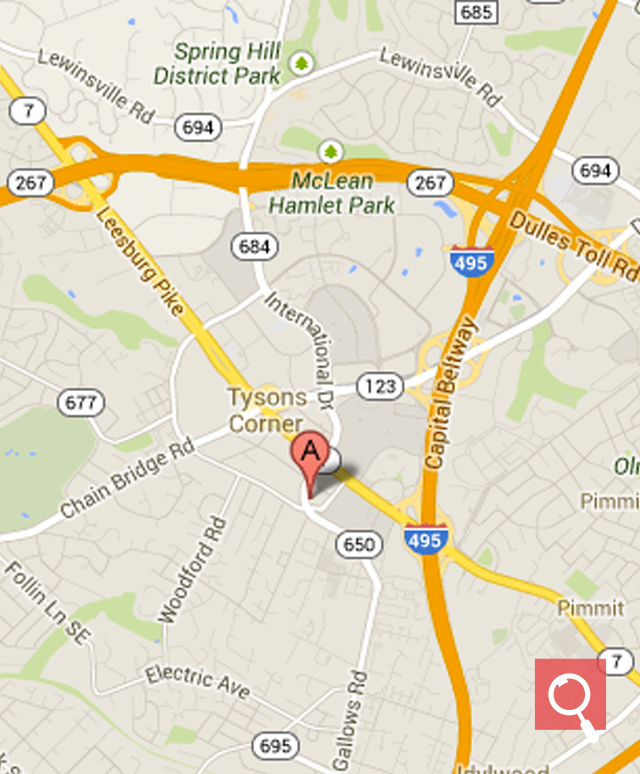 685
Spring Hill
District Park
Lewinsville Rd
Lewinsville Rd
7
694
694
267
McLean
Hamlet Park
267
Leesburg Pike
684
Dulles Toll Rd
495
International Dr
Capital Beltway
123
677
Tysons
Corner
A
Chain Bridge Rd
Pimmi
650
495
Woodford Rd
Follin Ln SE
Pimmit
7
Electric Ave
Gallows Rd
695
Idylwood